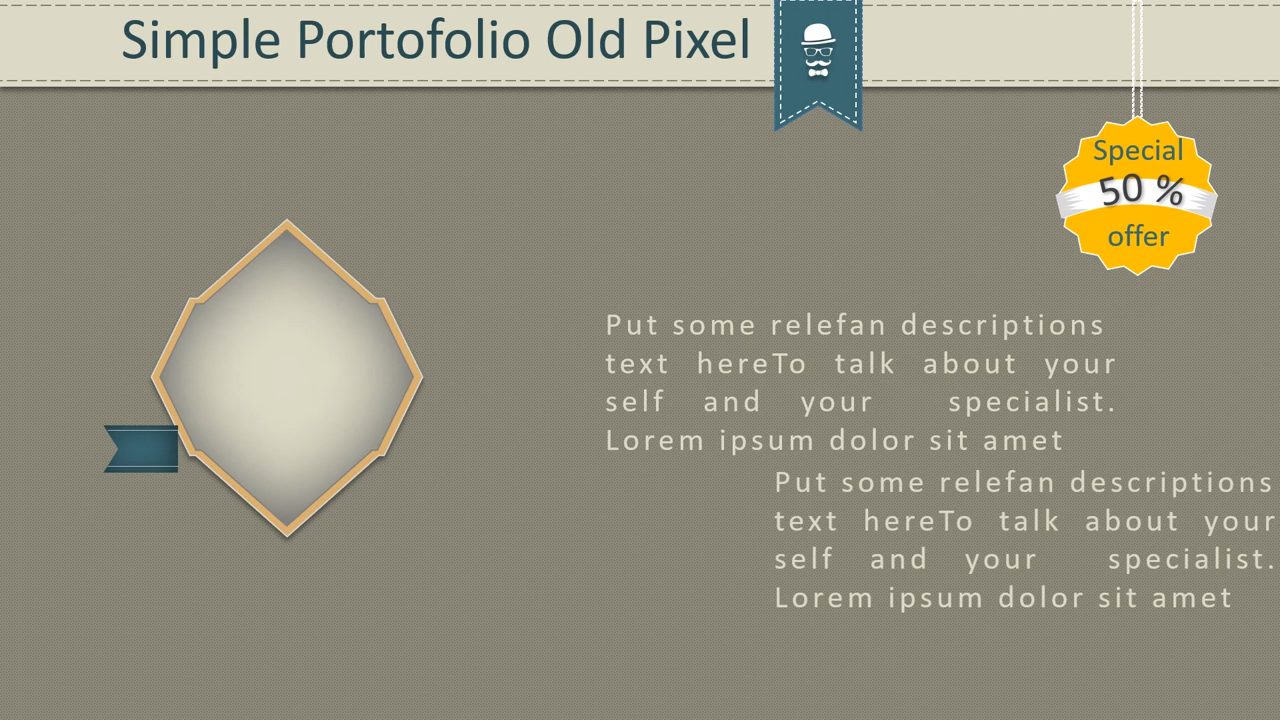 Simple Portofolio Old Pixel
Special
50 %
offer
Put some relefan descriptions
text hereTo talk about your
self and your specialist.
Lorem ipsum dolor sit amet
Put some relefan descriptions
text hereTo talk about your
self and your specialist.
Lorem ipsum dolor sit amet